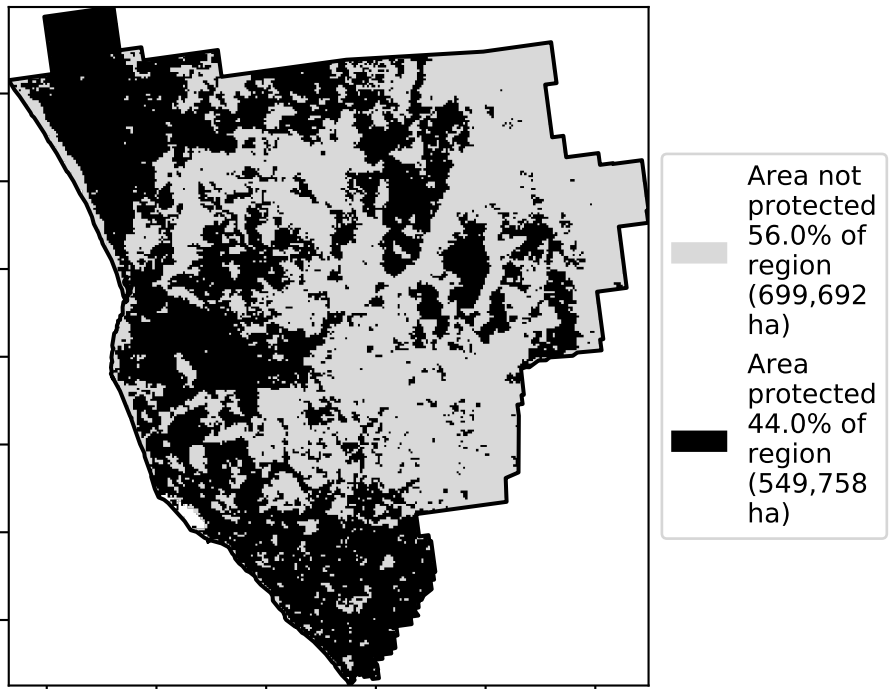 Area not
protected
56.0% of
region
(699,692
ha)
Area
protected
44.0% of
region
(549,758
ha)